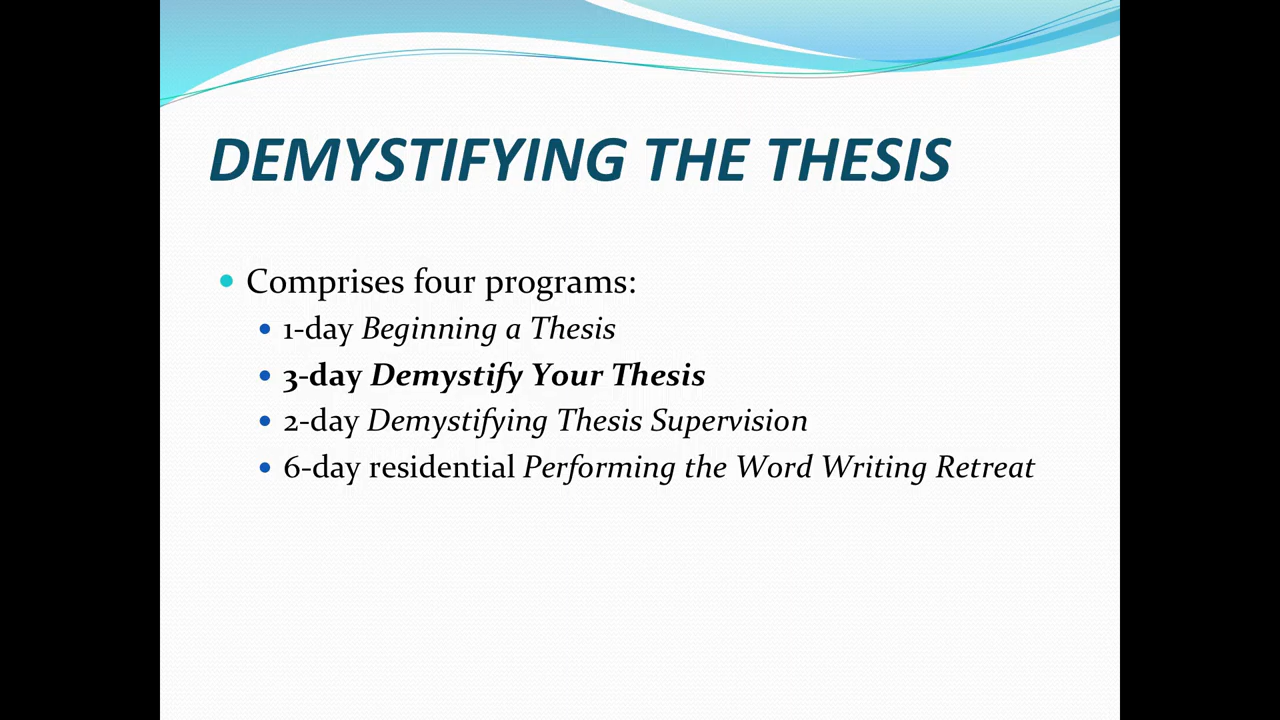 DEMYSTIFYING THE THESIS
• Comprises four programs:
• 1-day Beginning a Thesis
• 3-day Demystify Your Thesis
• 2-day Demystifying Thesis Supervision
• 6-day residential Performing the Word Writing Retreat